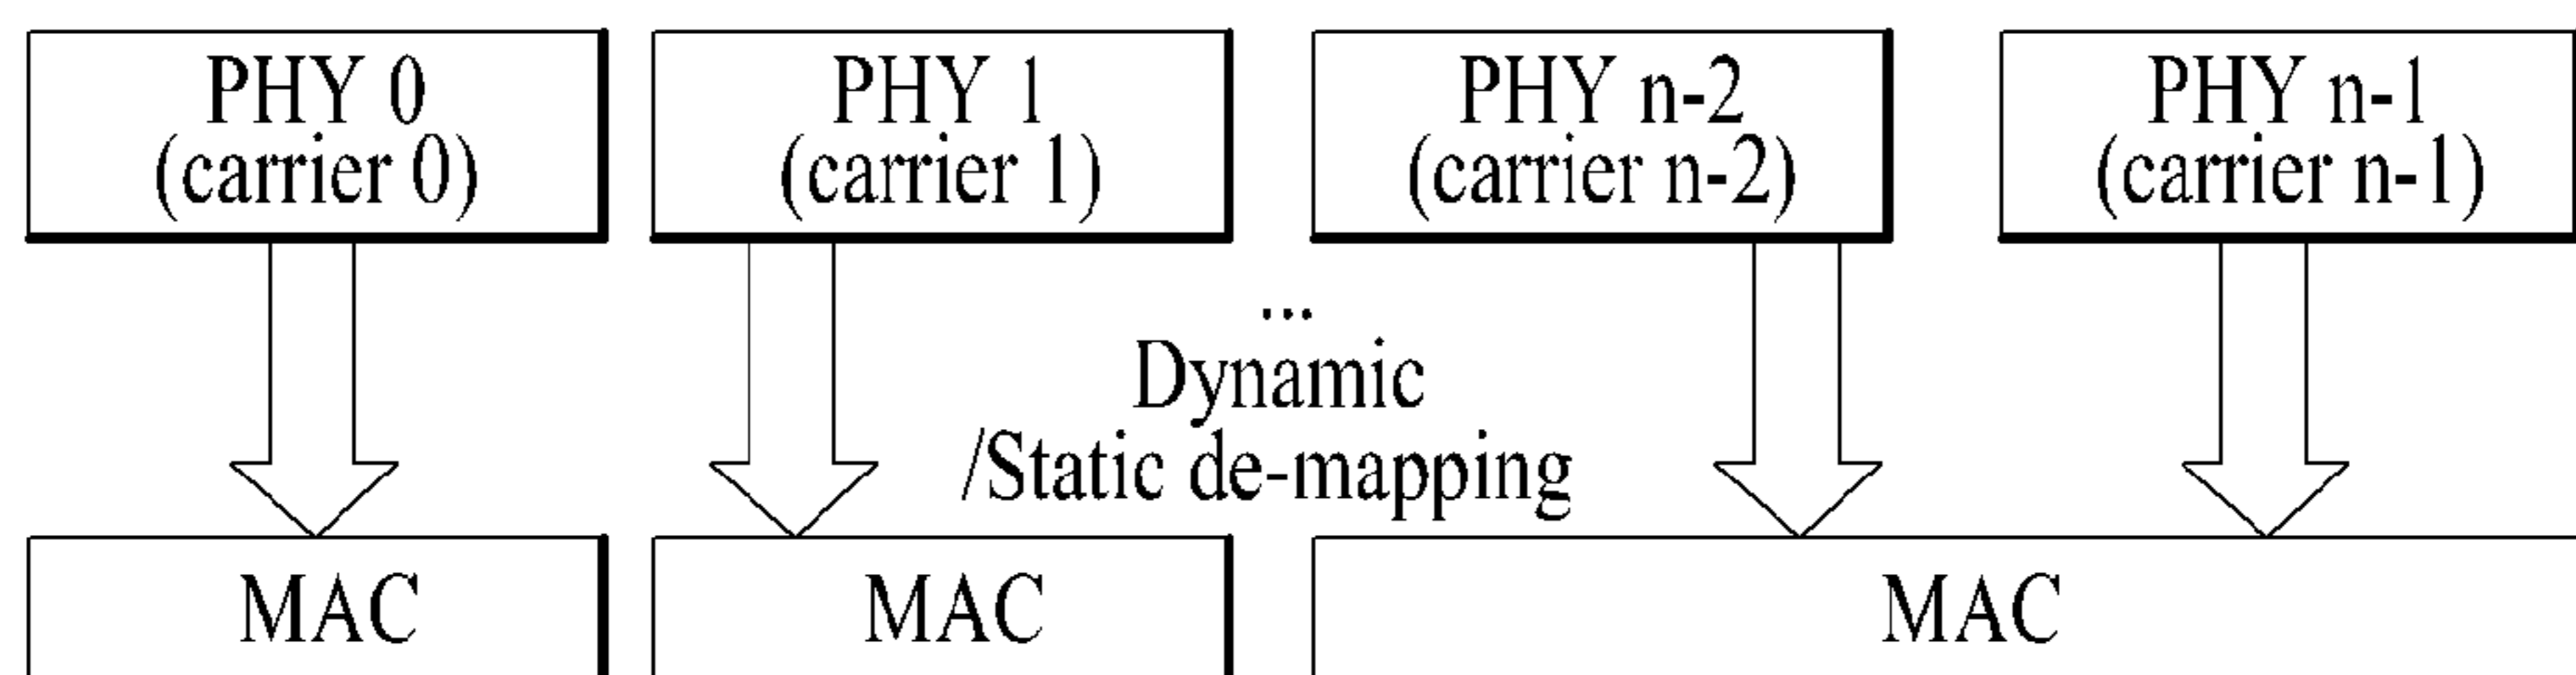 PHY 0
(carrier 0)
PHY 1
(carrier 1)
PHY n-2
(carrier n-2)
PHY n-1
(carrier n-1)
...
Dynamic
/Static de-mapping
MAC
MAC
MAC